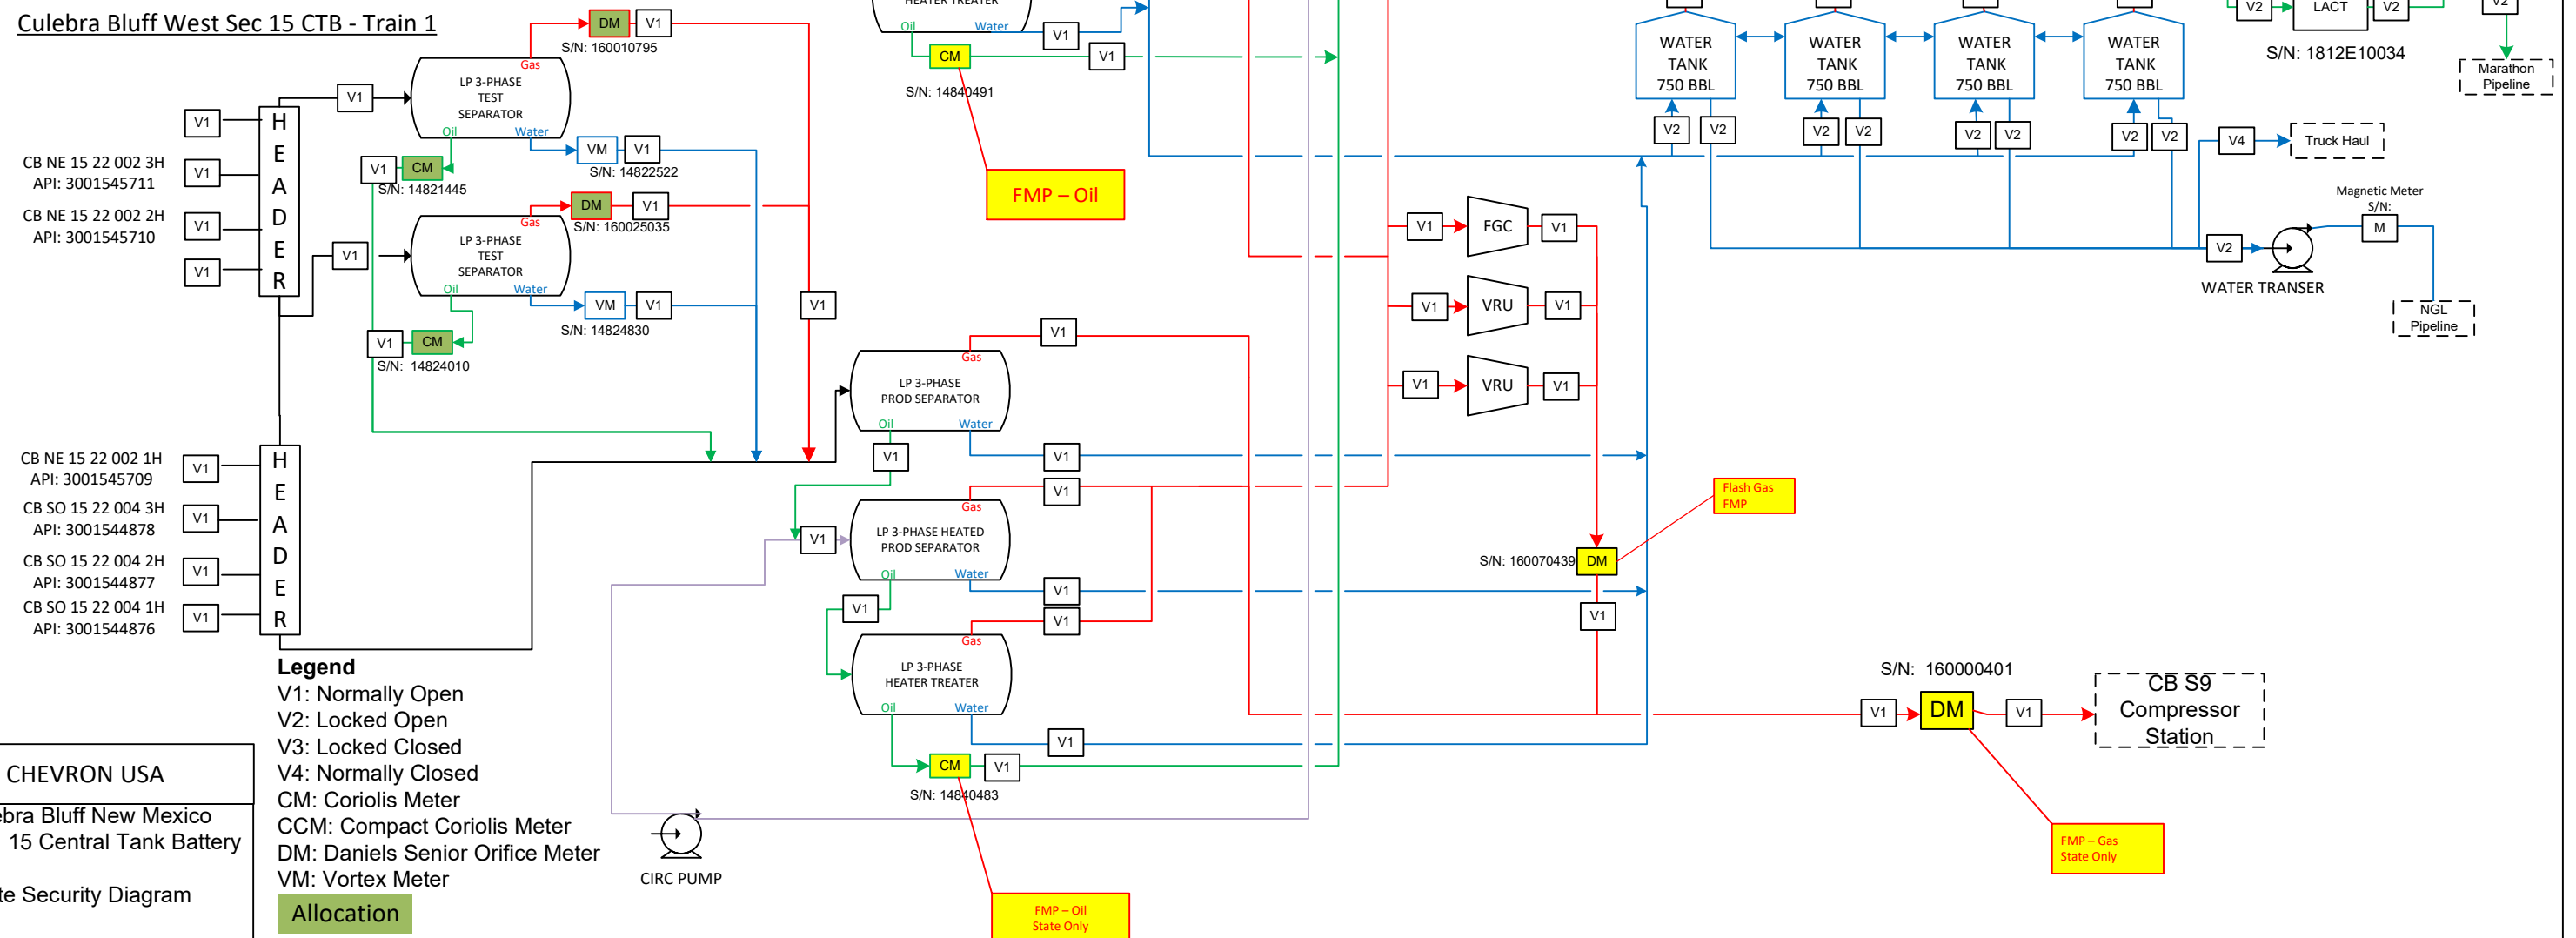 Culebra Bluff West Sec 15 CTB - Train 1
DM
V1
S/N: 160010795
Gas
LP 3-PHASE
TEST
SEPARATOR
Oil
Water
V1
V1
H
E
A
D
E
R
CB NE 15 22 002 3H
API: 3001545711
V1
CB NE 15 22 002 2H
API: 3001545710
V1
V1
VM
V1
S/N: 14822522
V1
CM
S/N: 14821445
DM
V1
S/N: 160025035
Gas
LP 3-PHASE
TEST
SEPARATOR
Oil
Water
V1
VM
V1
S/N: 14824830
V1
CM
S/N: 14824010
V1
CB NE 15 22 002 1H
API: 3001545709
V1
CB SO 15 22 004 3H
API: 3001544878
V1
CB SO 15 22 004 2H
API: 3001544877
V1
CB SO 15 22 004 1H
API: 3001544876
V1
H
E
A
D
E
R
HEATER TREATER
Oil
Water
V1
CM
V1
S/N: 14840491
FMP – Oil
V1
Gas
LP 3-PHASE
PROD SEPARATOR
Oil
Water
V1
V1
V1
Gas
V1
LP 3-PHASE HEATED
PROD SEPARATOR
Oil
Water
V1
V1
V1
Gas
LP 3-PHASE
HEATER TREATER
Oil
Water
V1
CM
V1
S/N: 14840483
FMP – Oil
State Only
CIRC PUMP
WATER
TANK
750 BBL
WATER
TANK
750 BBL
WATER
TANK
750 BBL
WATER
TANK
750 BBL
V2
V2
V2
V2
V2
V2
V2
V2
V2
LACT
V2
S/N: 1812E10034
V2
Marathon
Pipeline
V4
Truck Haul
Magnetic Meter
S/N:
M
V2
WATER TRANSER
NGL
Pipeline
V1
FGC
V1
V1
VRU
V1
V1
VRU
V1
Flash Gas
FMP
S/N: 160070439
DM
V1
S/N: 160000401
V1
DM
V1
CB S9
Compressor
Station
FMP – Gas
State Only
Legend
V1: Normally Open
V2: Locked Open
V3: Locked Closed
V4: Normally Closed
CM: Coriolis Meter
CCM: Compact Coriolis Meter
DM: Daniels Senior Orifice Meter
VM: Vortex Meter
Allocation
CHEVRON USA
ebra Bluff New Mexico
15 Central Tank Battery
te Security Diagram